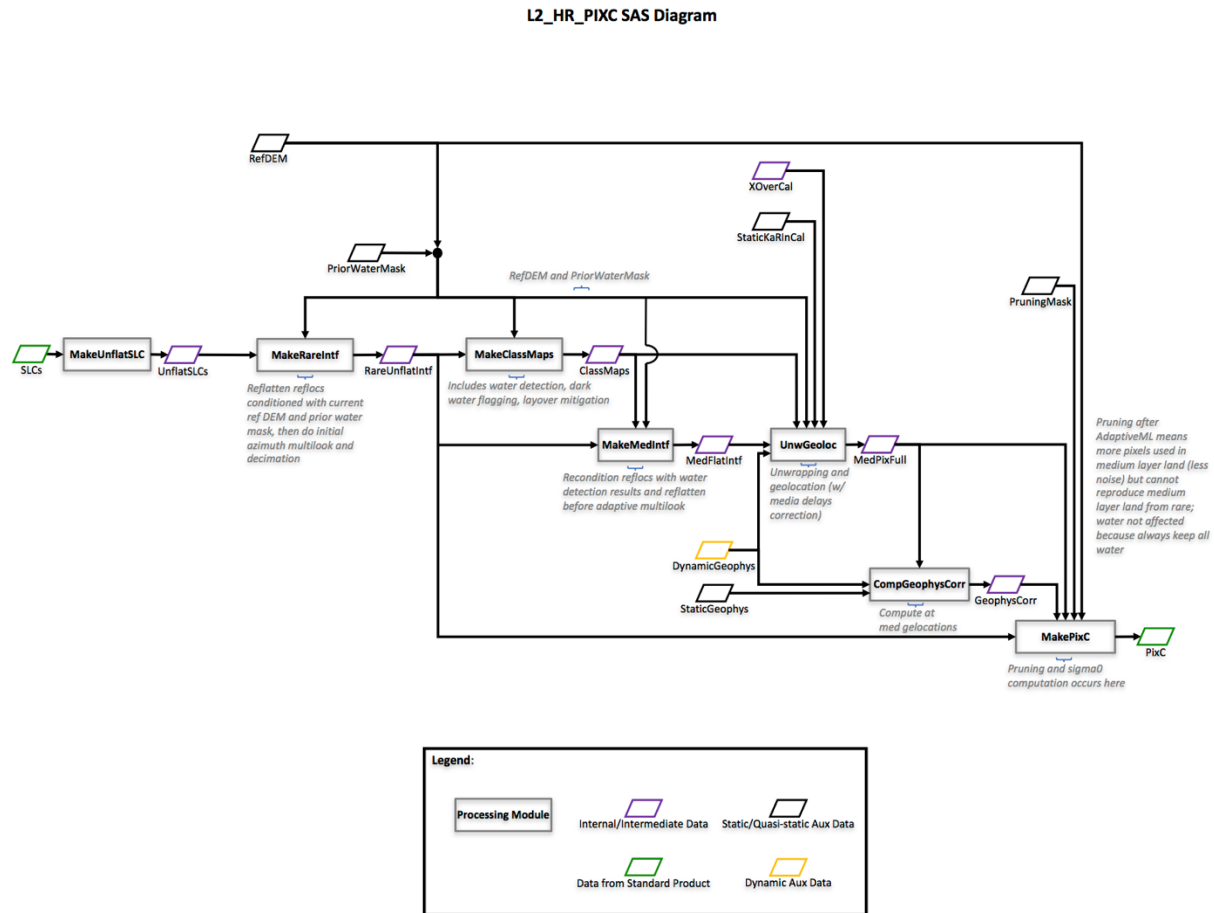 L2_HR_PIXC SAS Diagram
RefDEM
XOverCal
StaticKaRInCal
PriorWaterMask
RefDEM and PriorWaterMask
PruningMask
MakeUnflatSLC
MakeRareIntf
MakeClassMaps
SLCs
UnflatSLCs
RareUnflatIntf
ClassMaps
Reflatten reflocs
conditioned with current
ref DEM and prior water
mask, then do initial
azimuth multilook and
decimation
Includes water detection, dark
water flagging, layover mitigation
MakeMedIntf
MedFlatIntf
UnwGeoloc
MedPixFull
Recondition reflocs with water
detection results and reflatten
before adaptive multilook
Unwrapping and
geolocation (w/
media delays
correction)
Pruning after
AdaptiveML means
more pixels used in
medium layer land (less
noise) but cannot
reproduce medium
layer land from rare;
water not affected
because always keep all
water
DynamicGeophys
StaticGeophys
CompGeophysCorr
GeophysCorr
Compute at
med gelocations
MakePixC
PixC
Pruning and sigma0
computation occurs here
Legend:
Processing Module
Internal/Intermediate Data
Static/Quasi-static Aux Data
Data from Standard Product
Dynamic Aux Data